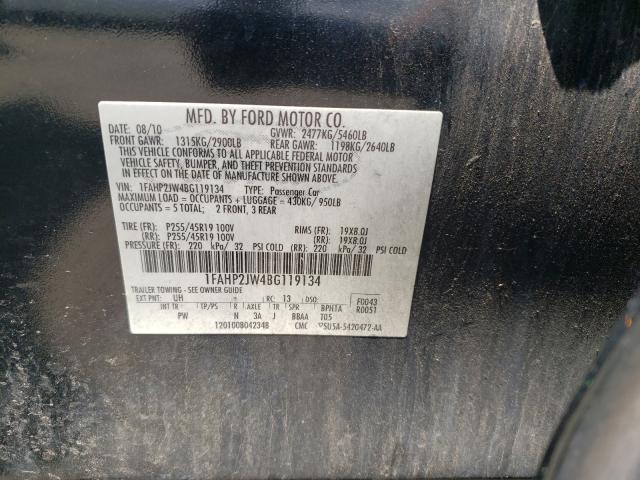 MFD. BY FORD MOTOR CO.
DATE: 08/10 GVWR: 2477KG/5460LB
FRONT GAWR: 1315KG/2900LB REAR GAWR: 1198KG/2640LB
THIS VEHICLE CONFORMS TO ALL APPLICABLE FEDERAL MOTOR
VEHICLE SAFETY, BUMPER, AND THEFT PREVENTION STANDARDS
IN EFFECT ON THE DATE OF MANUFACTURE SHOWN ABOVE.
VIN: 1FAHP2JW4BG119134 TYPE: Passenger Car
MAXIMUM LOAD = OCCUPANTS + LUGGAGE = 430KG/950LB
OCCUPANTS = 5 TOTAL; 2 FRONT, 3 REAR
TIRE (FR): P255/45R19 100V RIMS (FR): 19X8.0J
(RR): P255/45R19 100V (RR): 19X8.0J
PRESSURE (FR): 220 kPa/ 32 PSI COLD (RR): 220 kPa/ 32 PSI COLD
1FAHP2JW4BG119134
TRAILER TOWING - SEE OWNER GUIDE
EXT PNT: UH RC: 13 DSO: F0043
INT TR TP/PS R AXLE TR SPR BPHTA R0051
PW N 3A J BBAA T05
1201008042348 CMC 5U5A-5420472-AA